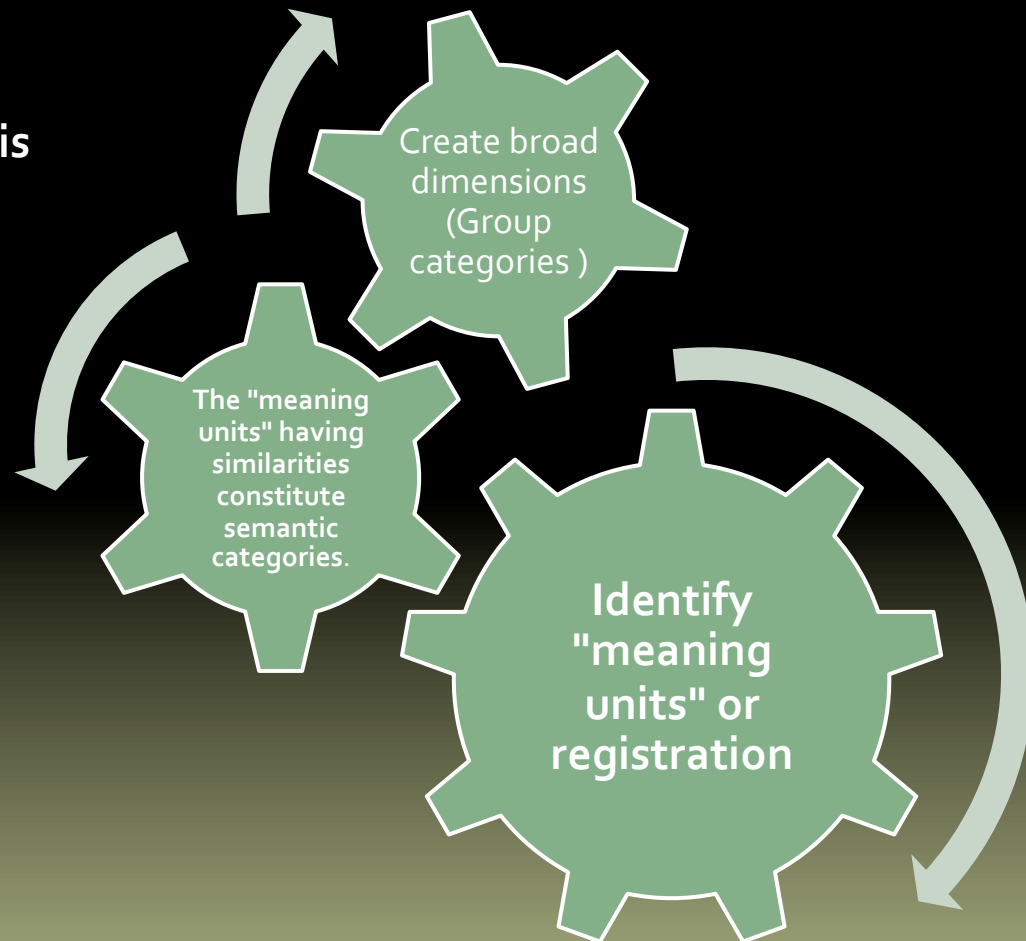 is
Create broad
dimensions
(Group
categories )
The "meaning
units" having
similarities
constitute
semantic
categories.
Identify
"meaning
units" or
registration